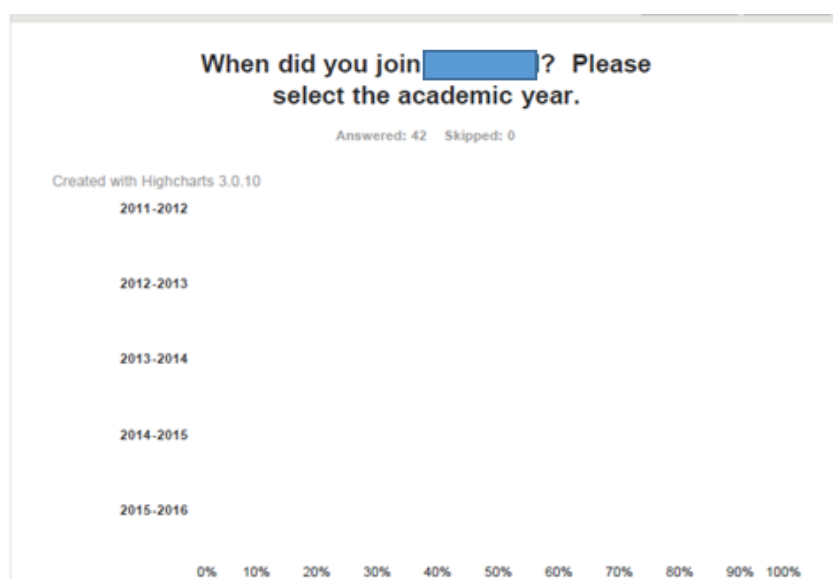 When did you join ? Please
select the academic year.
Answered: 42 Skipped: 0
Created with Highcharts 3.0.10
2011-2012
2012-2013
2013-2014
2014-2015
2015-2016
0% 10% 20% 30% 40% 50% 60% 70% 80% 90% 100%